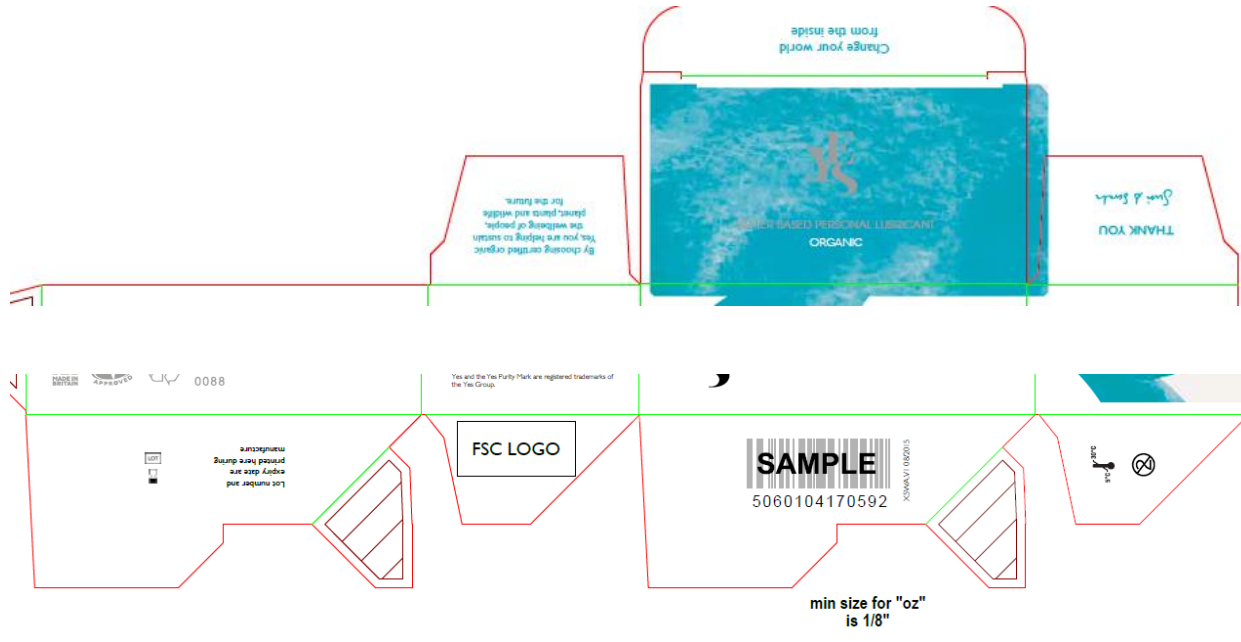 Change your world
from the inside
YES
WATER BASED PERSONAL LUBRICANT
ORGANIC
By choosing certified organic
Yes, you are helping to sustain
the wellbeing of people,
planet, plants and wildlife
for the future.
THANK YOU
MADE IN
BRITAIN
APPROVED
0088
Yes and the Yes Purity Mark are registered trademarks of
the Yes Group.
Lot number and
expiry date are
printed here during
manufacture
LOT
FSC LOGO
SAMPLE
5060104170592
min size for "oz"
is 1/8"